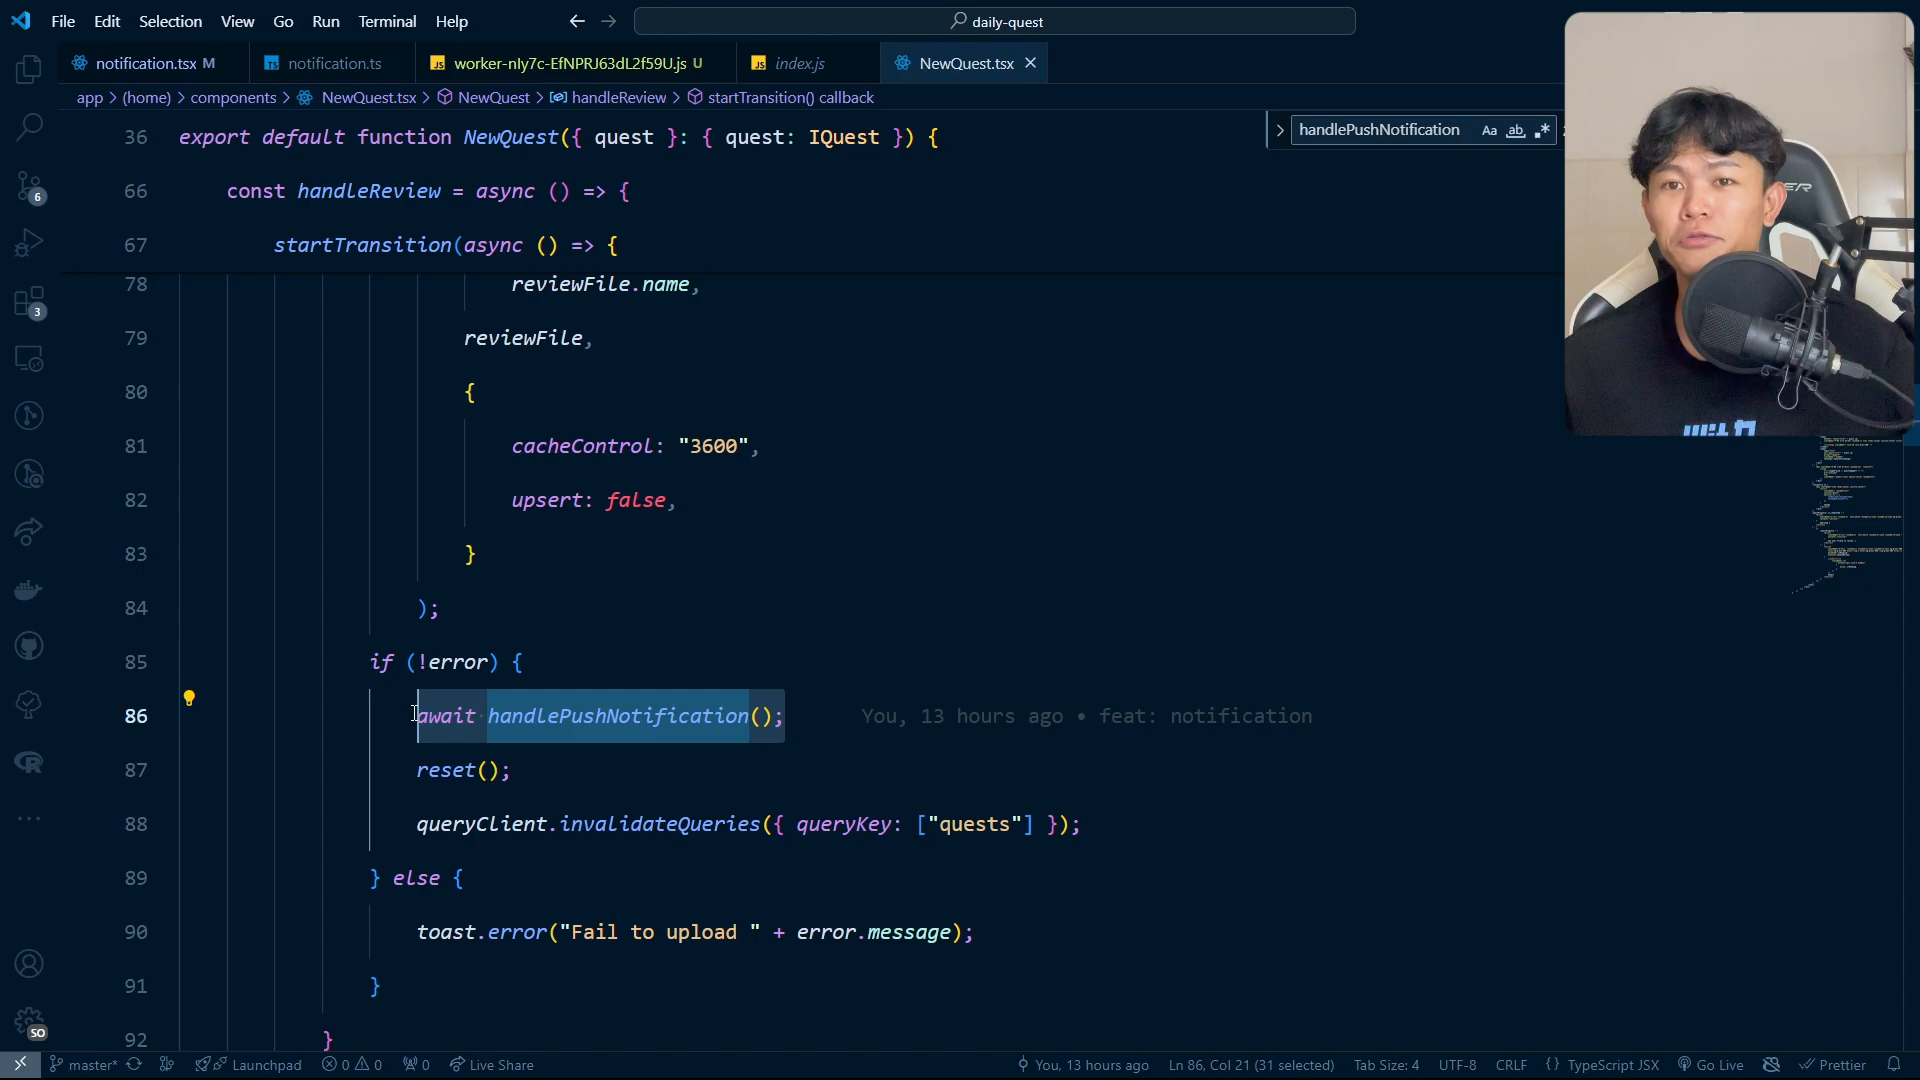 File Edit Selection View Go Run Terminal Help
daily-quest
notification.tsx M
notification.ts
worker-nly7c-EfNPRJ63dL2f59U.js U
index.js
NewQuest.tsx
app > (home) > components > NewQuest.tsx > NewQuest > handleReview > startTransition() callback
handlePushNotification
Aa ab
36 export default function NewQuest({ quest }: { quest: IQuest }) {
66 const handleReview = async () => {
67 startTransition(async () => {
78 reviewFile.name,
79 reviewFile,
80 {
81 cacheControl: "3600",
82 upsert: false,
83 }
84 );
85 if (!error) {
86 await handlePushNotification(); You, 13 hours ago • feat: notification
87 reset();
88 queryClient.invalidateQueries({ queryKey: ["quests"] });
89 } else {
90 toast.error("Fail to upload " + error.message);
91 }
92 }
6
3
SO
master* Launchpad 0 0 0 Live Share
You, 13 hours ago Ln 86, Col 21 (31 selected) Tab Size: 4 UTF-8 CRLF {} TypeScript JSX Go Live Prettier